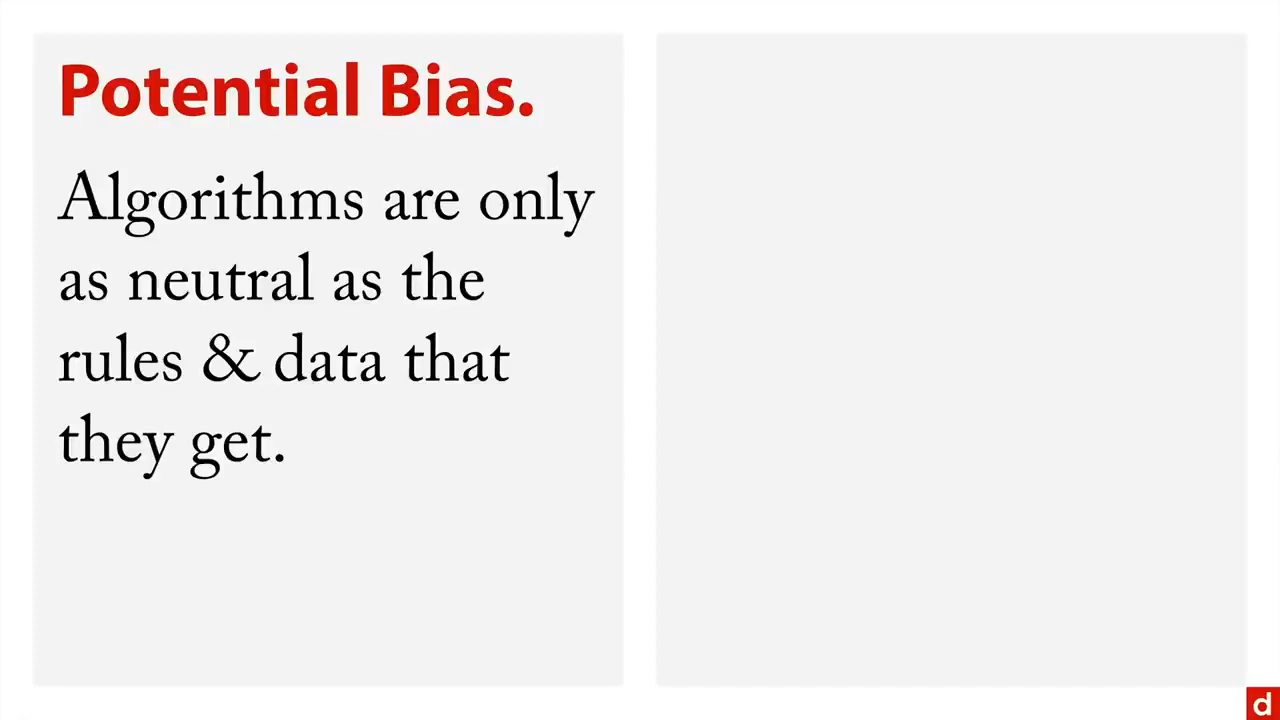 Potential Bias.
Algorithms are only
as neutral as the
rules & data that
they get.
d